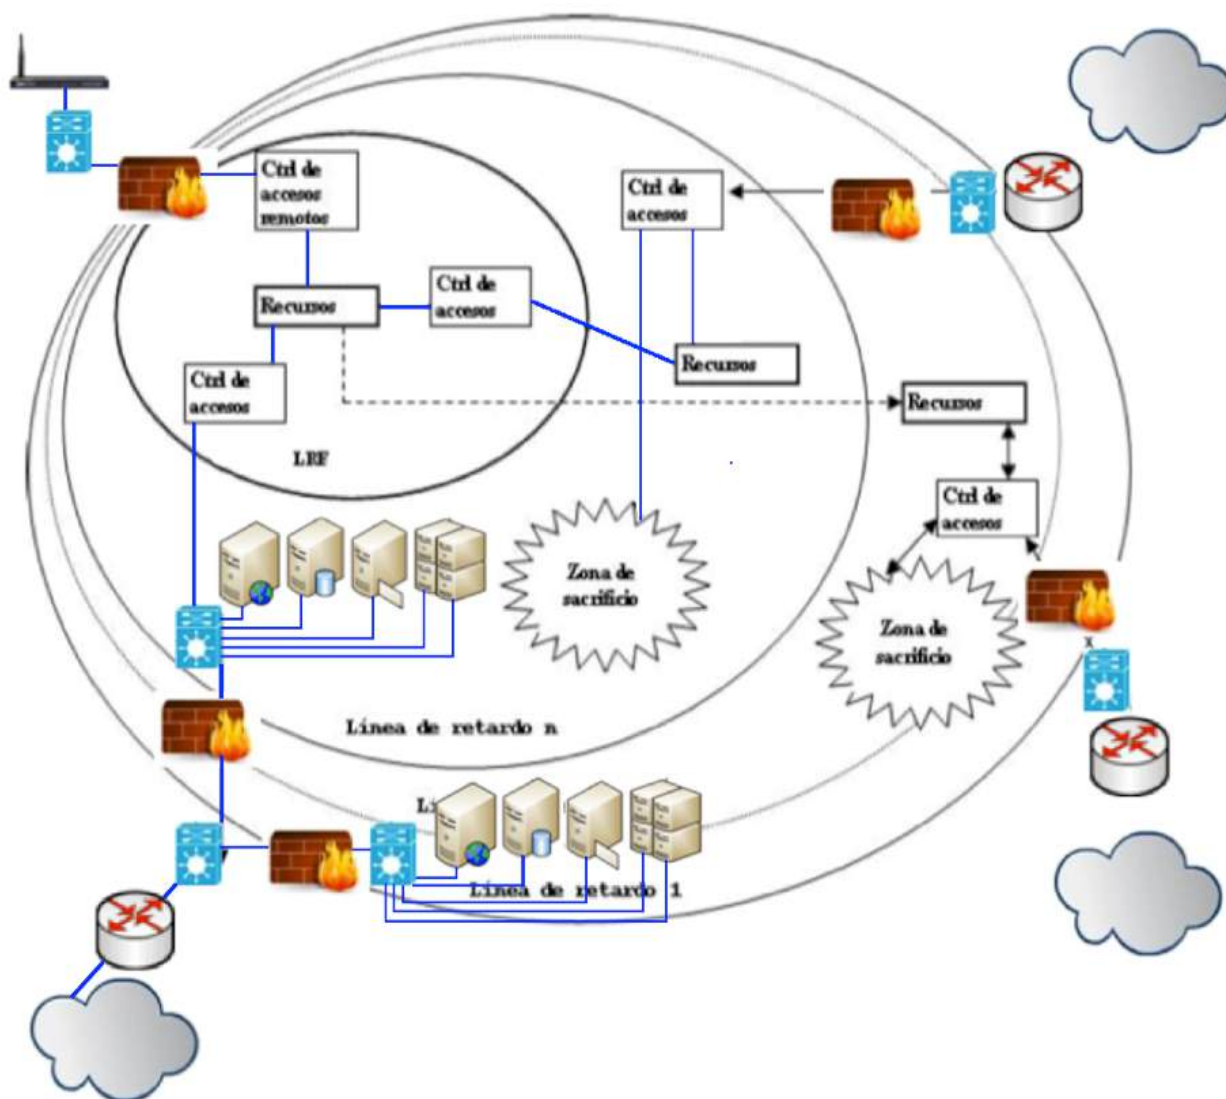 Ctrl de
accesos
remotos
Ctrl de
accesos
Ctrl de
accesos
Recursos
Recursos
Ctrl de
accesos
Recursos
LRF
Ctrl de
accesos
Zona de
sacrificio
Zona de
sacrificio
x
Línea de retardo n
Línea de retardo 1